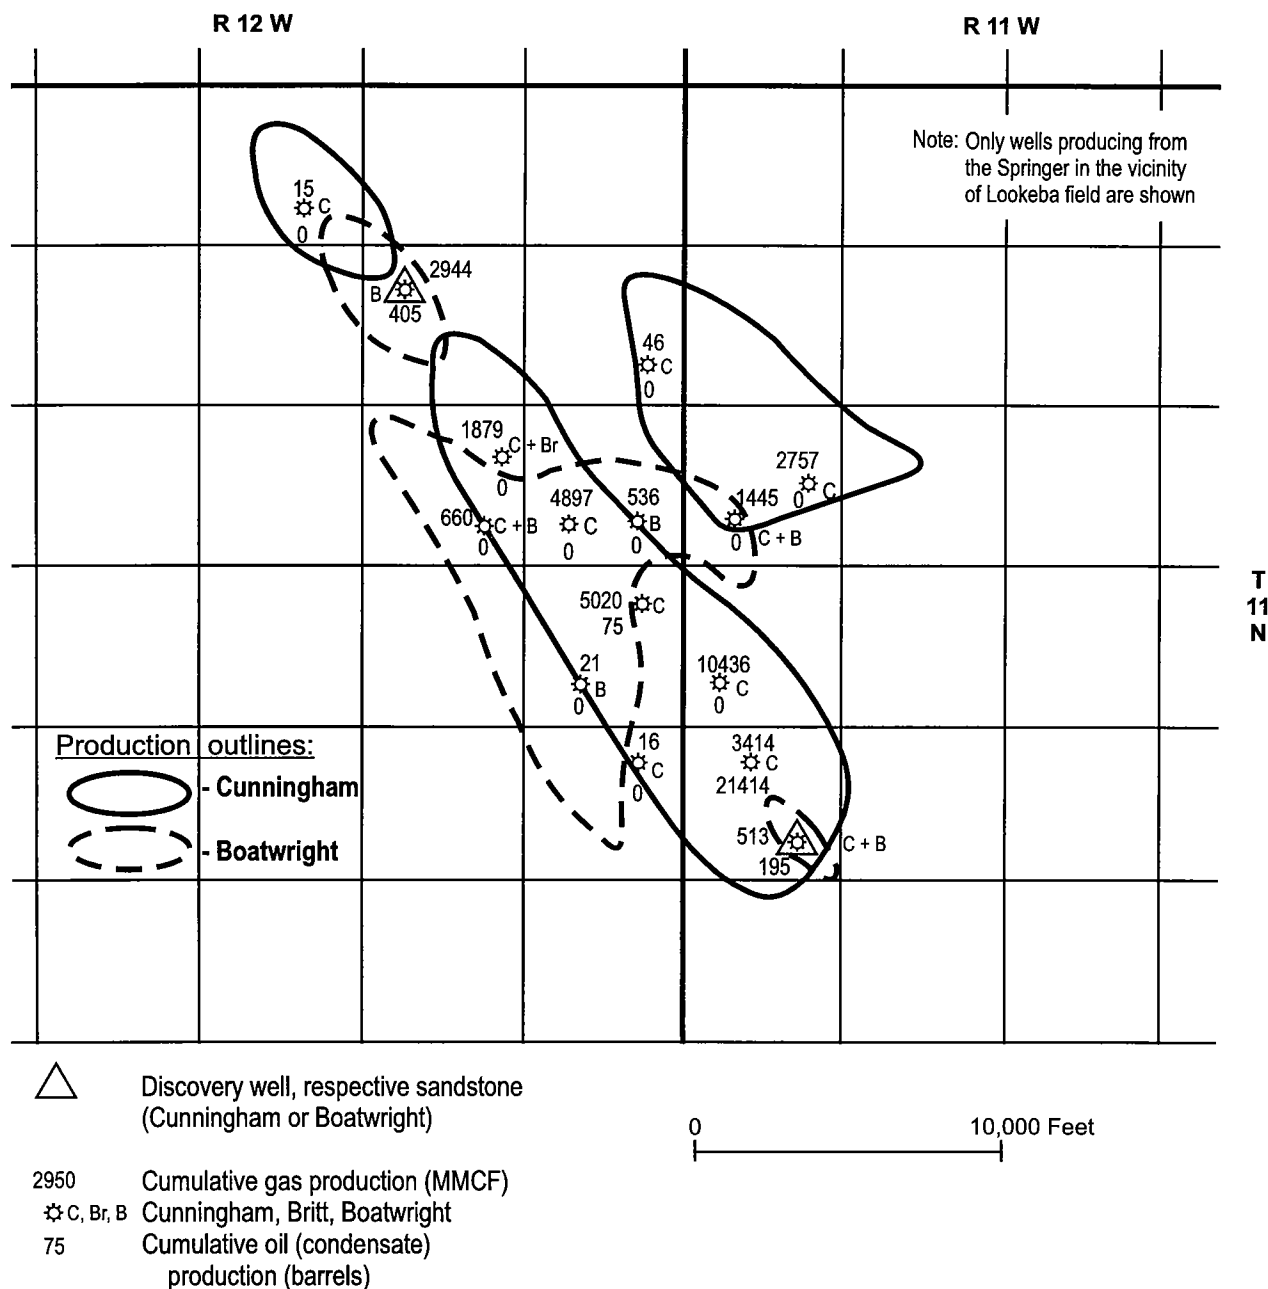 R 12 W
R 11 W
Note: Only wells producing from
the Springer in the vicinity
of Lookeba field are shown
15
C
0
2944
B
405
46
C
0
1879
C + Br
0
2757
C
0
4897
C
0
536
B
0
1445
C + B
0
660
C + B
0
T
11
N
5020
C
75
21
B
0
10436
C
0
16
C
0
3414
C
21414
513
C + B
195
Production outlines:
- Cunningham
- Boatwright
Discovery well, respective sandstone
(Cunningham or Boatwright)
0
10,000 Feet
2950 Cumulative gas production (MMCF)
C, Br, B Cunningham, Britt, Boatwright
75 Cumulative oil (condensate)
production (barrels)